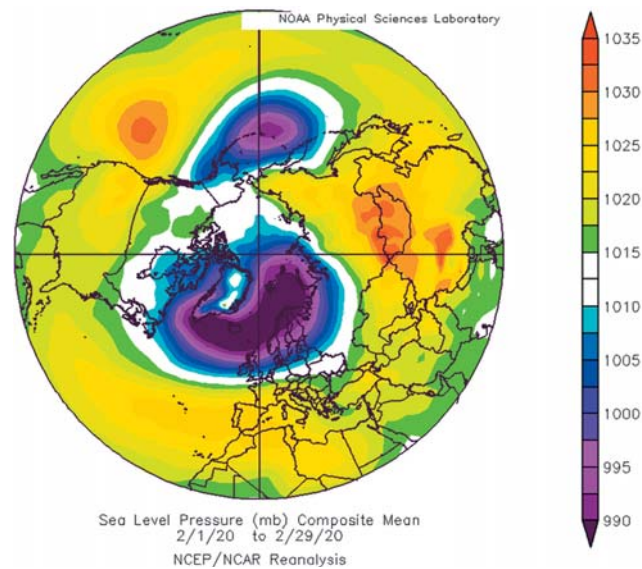 NOAA Physical Sciences Laboratory
1035
1030
1025
1020
1015
1010
1005
1000
995
990
Sea Level Pressure (mb) Composite Mean
2/1/20 to 2/29/20
NCEP/NCAR Reanalysis